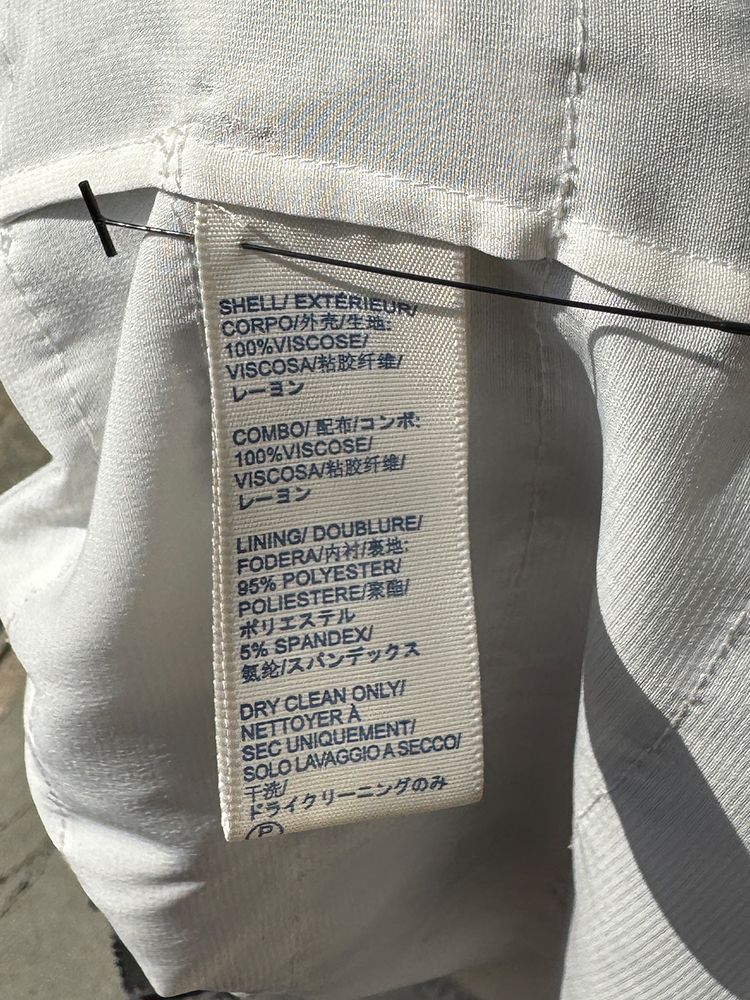 SHELL/ EXTÉRIEUR/
CORPO/外壳/生地:
100%VISCOSE/
VISCOSA/粘胶纤维/
レーヨン
COMBO/ 配布/コンボ:
100%VISCOSE/
VISCOSA/粘胶纤维/
レーヨン
LINING/ DOUBLURE/
FODERA/内衬/裏地:
95% POLYESTER/
POLIESTERE/聚酯/
ポリエステル
5% SPANDEX/
氨纶/スパンデックス
DRY CLEAN ONLY/
NETTOYER À
SEC UNIQUEMENT/
SOLO LAVAGGIO A SECCO/
干洗/
ドライクリーニングのみ
P